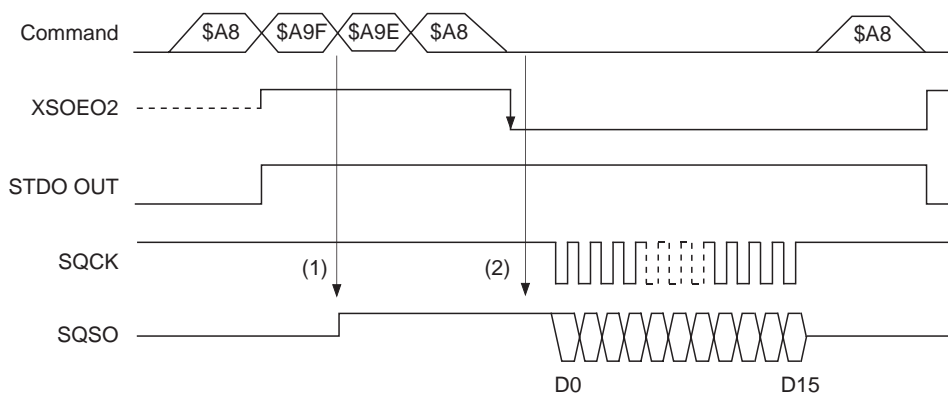 Command $A8 $A9F $A9E $A8 $A8
XSOEO2
STDO OUT
SQCK (1) (2)
SQSO
D0 D15